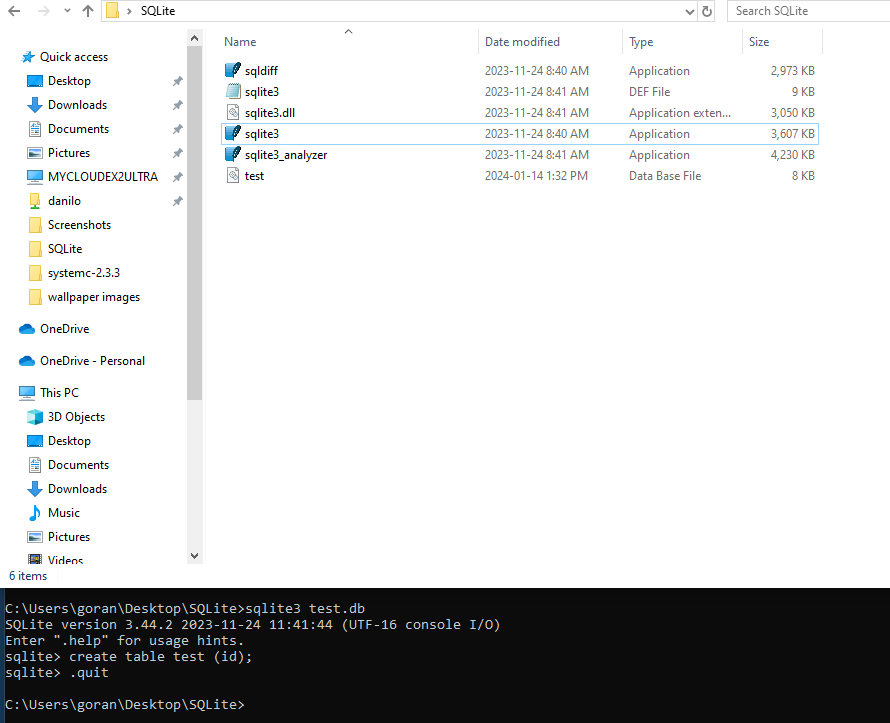 SQLite
Search SQLite
Name Date modified Type Size
Quick access
Desktop
Downloads
Documents
Pictures
MYCLOUDEX2ULTRA
danilo
Screenshots
SQLite
systemc-2.3.3
wallpaper images
OneDrive
OneDrive - Personal
This PC
3D Objects
Desktop
Documents
Downloads
Music
Pictures
Videos
sqldiff 2023-11-24 8:40 AM Application 2,973 KB
sqlite3 2023-11-24 8:41 AM DEF File 9 KB
sqlite3.dll 2023-11-24 8:41 AM Application exten... 3,050 KB
sqlite3 2023-11-24 8:40 AM Application 3,607 KB
sqlite3_analyzer 2023-11-24 8:41 AM Application 4,230 KB
test 2024-01-14 1:32 PM Data Base File 8 KB
6 items
C:\Users\goran\Desktop\SQLite>sqlite3 test.db
SQLite version 3.44.2 2023-11-24 11:41:44 (UTF-16 console I/O)
Enter ".help" for usage hints.
sqlite> create table test (id);
sqlite> .quit
C:\Users\goran\Desktop\SQLite>